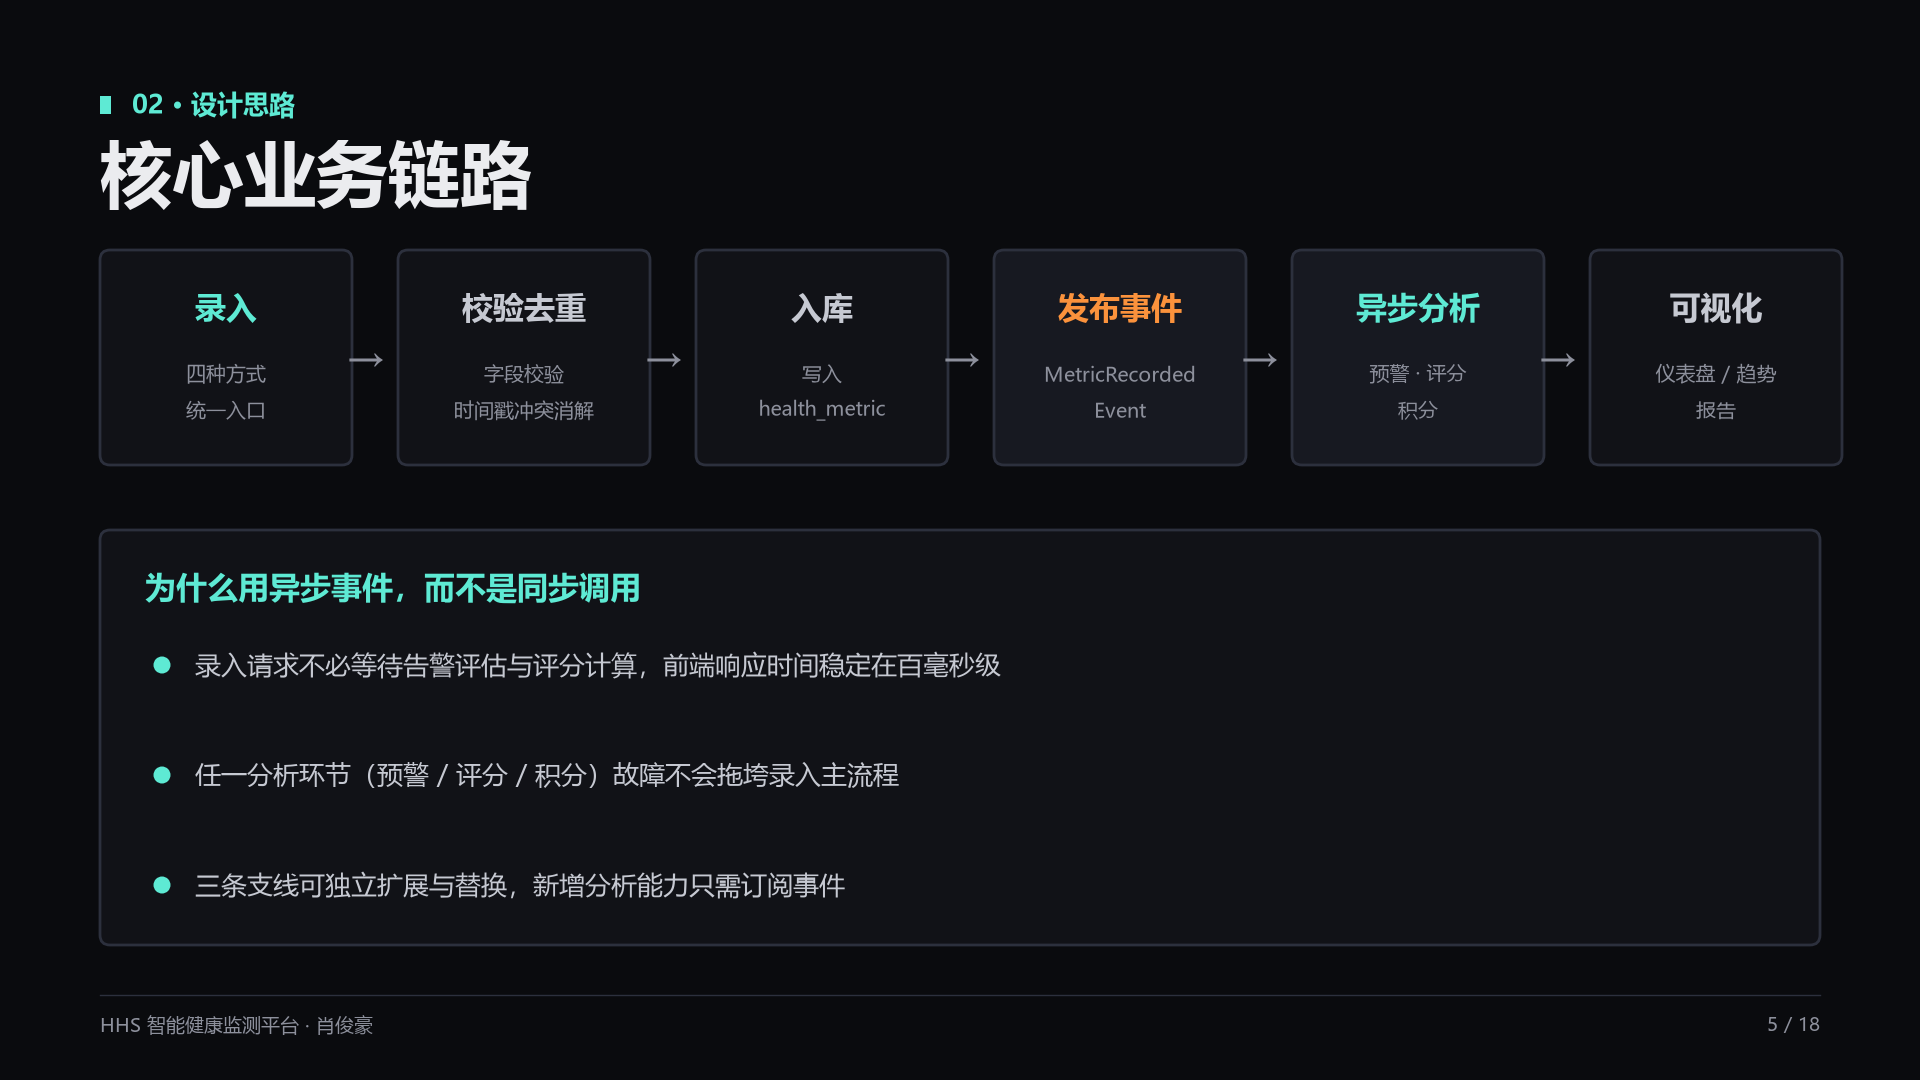 02 · 设计思路
核心业务链路
录入
四种方式
统一入口
→
校验去重
字段校验
时间戳冲突消解
→
入库
写入
health_metric
→
发布事件
MetricRecorded
Event
→
异步分析
预警 · 评分
积分
→
可视化
仪表盘 / 趋势
报告
为什么用异步事件，而不是同步调用
录入请求不必等待告警评估与评分计算，前端响应时间稳定在百毫秒级
任一分析环节（预警 / 评分 / 积分）故障不会拖垮录入主流程
三条支线可独立扩展与替换，新增分析能力只需订阅事件
HHS 智能健康监测平台 · 肖俊豪
5 / 18